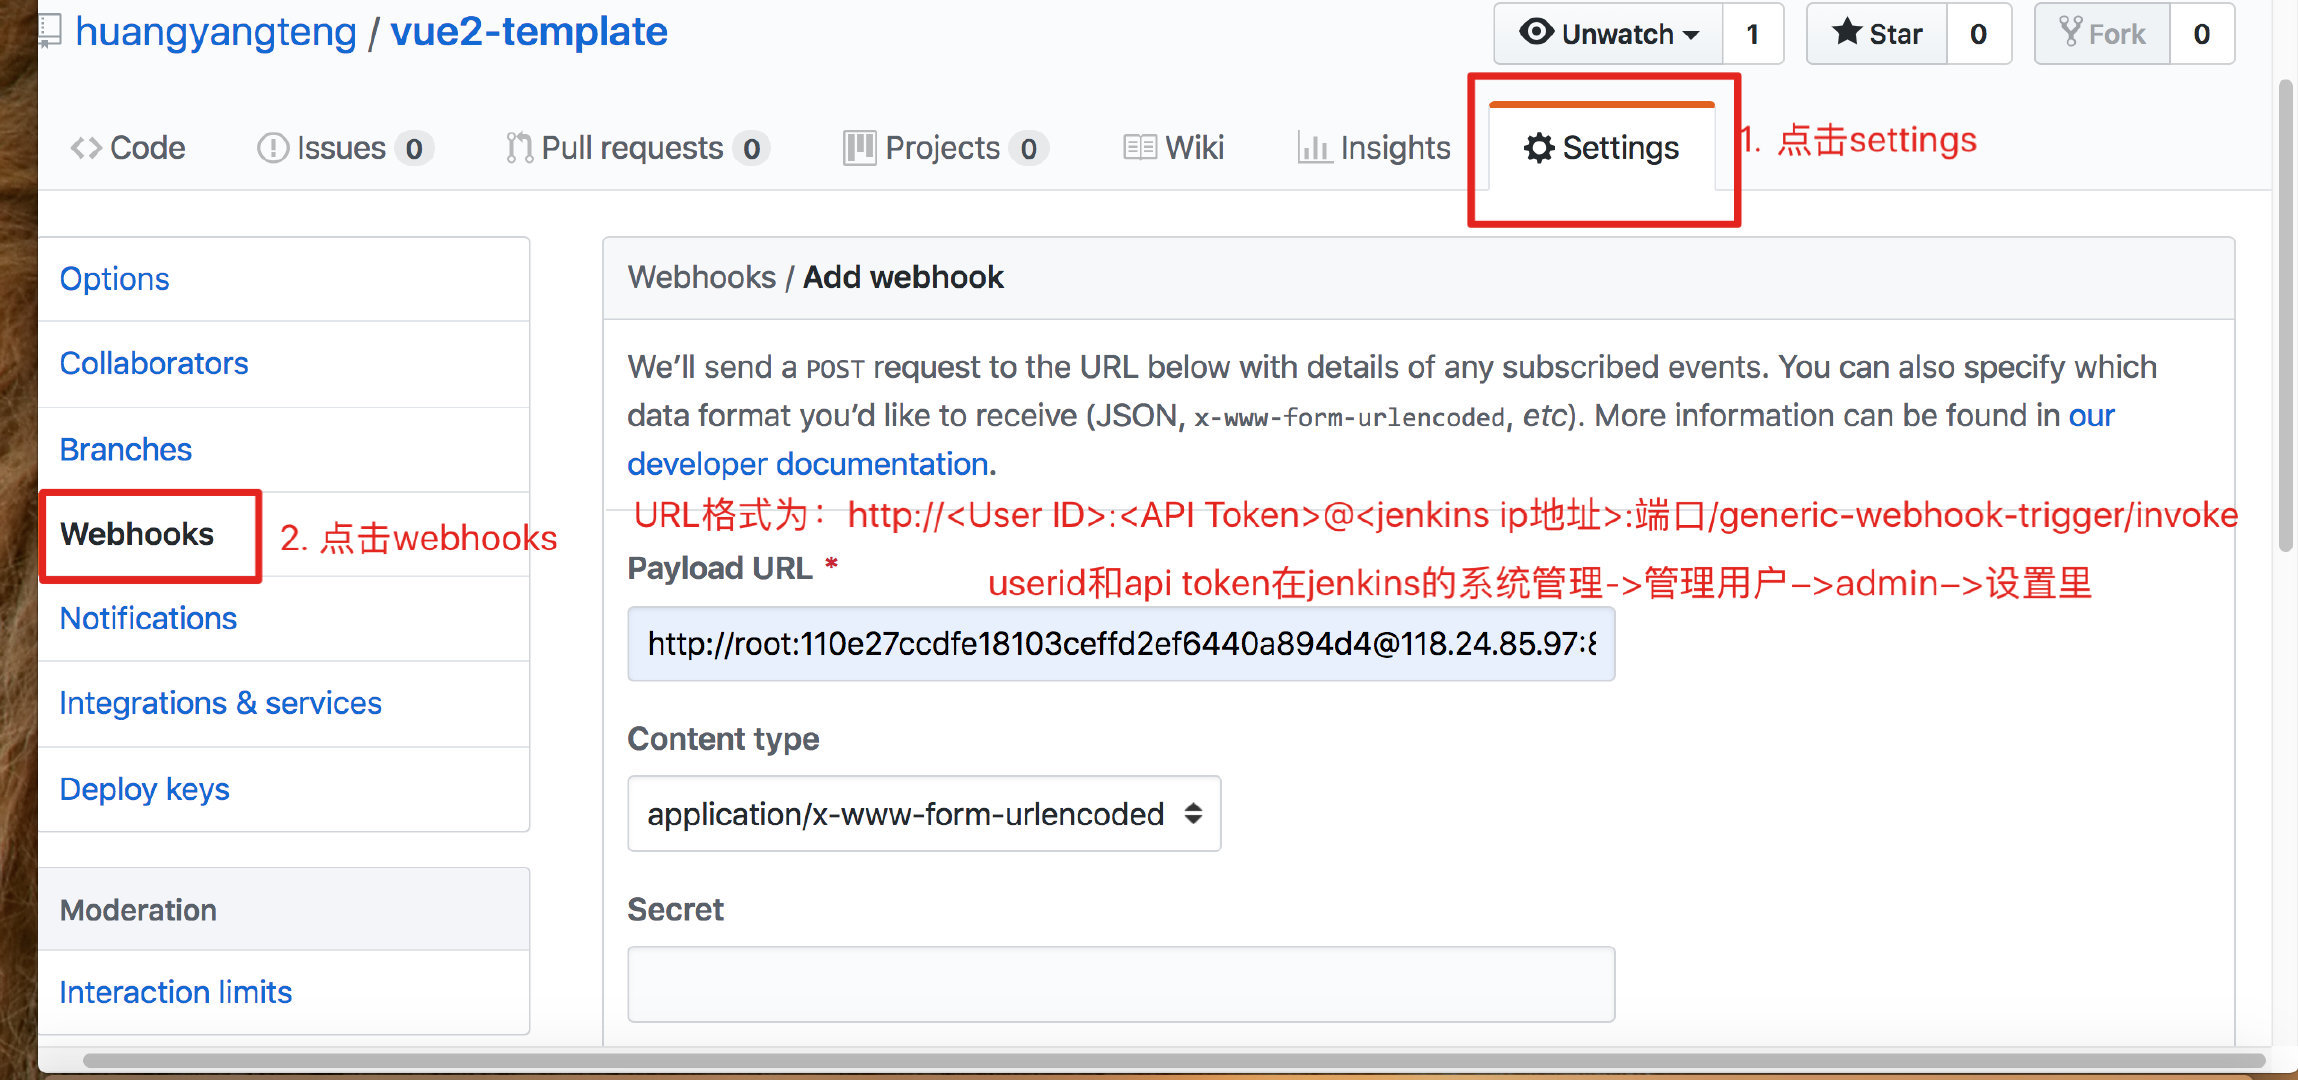 huangyangteng / vue2-template
Unwatch 1 Star 0 Fork 0
Code Issues 0 Pull requests 0 Projects 0 Wiki Insights Settings
1. 点击settings
Options
Collaborators
Branches
Webhooks
2. 点击webhooks
Notifications
Integrations & services
Deploy keys
Moderation
Interaction limits
Webhooks / Add webhook
We’ll send a POST request to the URL below with details of any subscribed events. You can also specify which
data format you’d like to receive (JSON, x-www-form-urlencoded, etc). More information can be found in our
developer documentation.
URL格式为：http://<User ID>:<API Token>@<jenkins ip地址>:端口/generic-webhook-trigger/invoke
Payload URL *
userid和api token在jenkins的系统管理->管理用户–>admin–>设置里
http://root:110e27ccdfe18103ceffd2ef6440a894d4@118.24.85.97:8
Content type
application/x-www-form-urlencoded
Secret